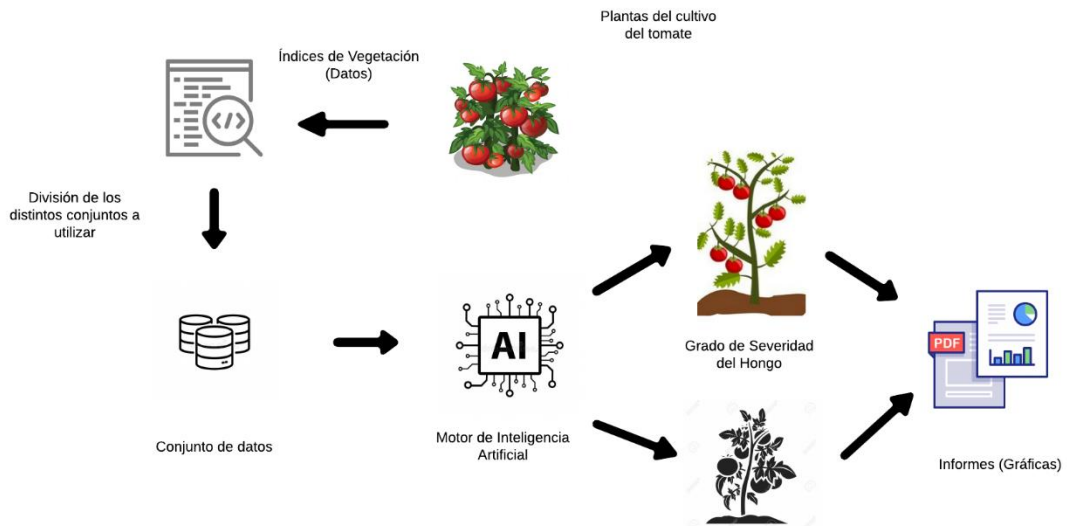 Plantas del cultivo
del tomate
Índices de Vegetación
(Datos)
</>
División de los
distintos conjuntos a
utilizar
AI
Grado de Severidad
del Hongo
PDF
Conjunto de datos
Motor de Inteligencia
Artificial
Informes (Gráficas)